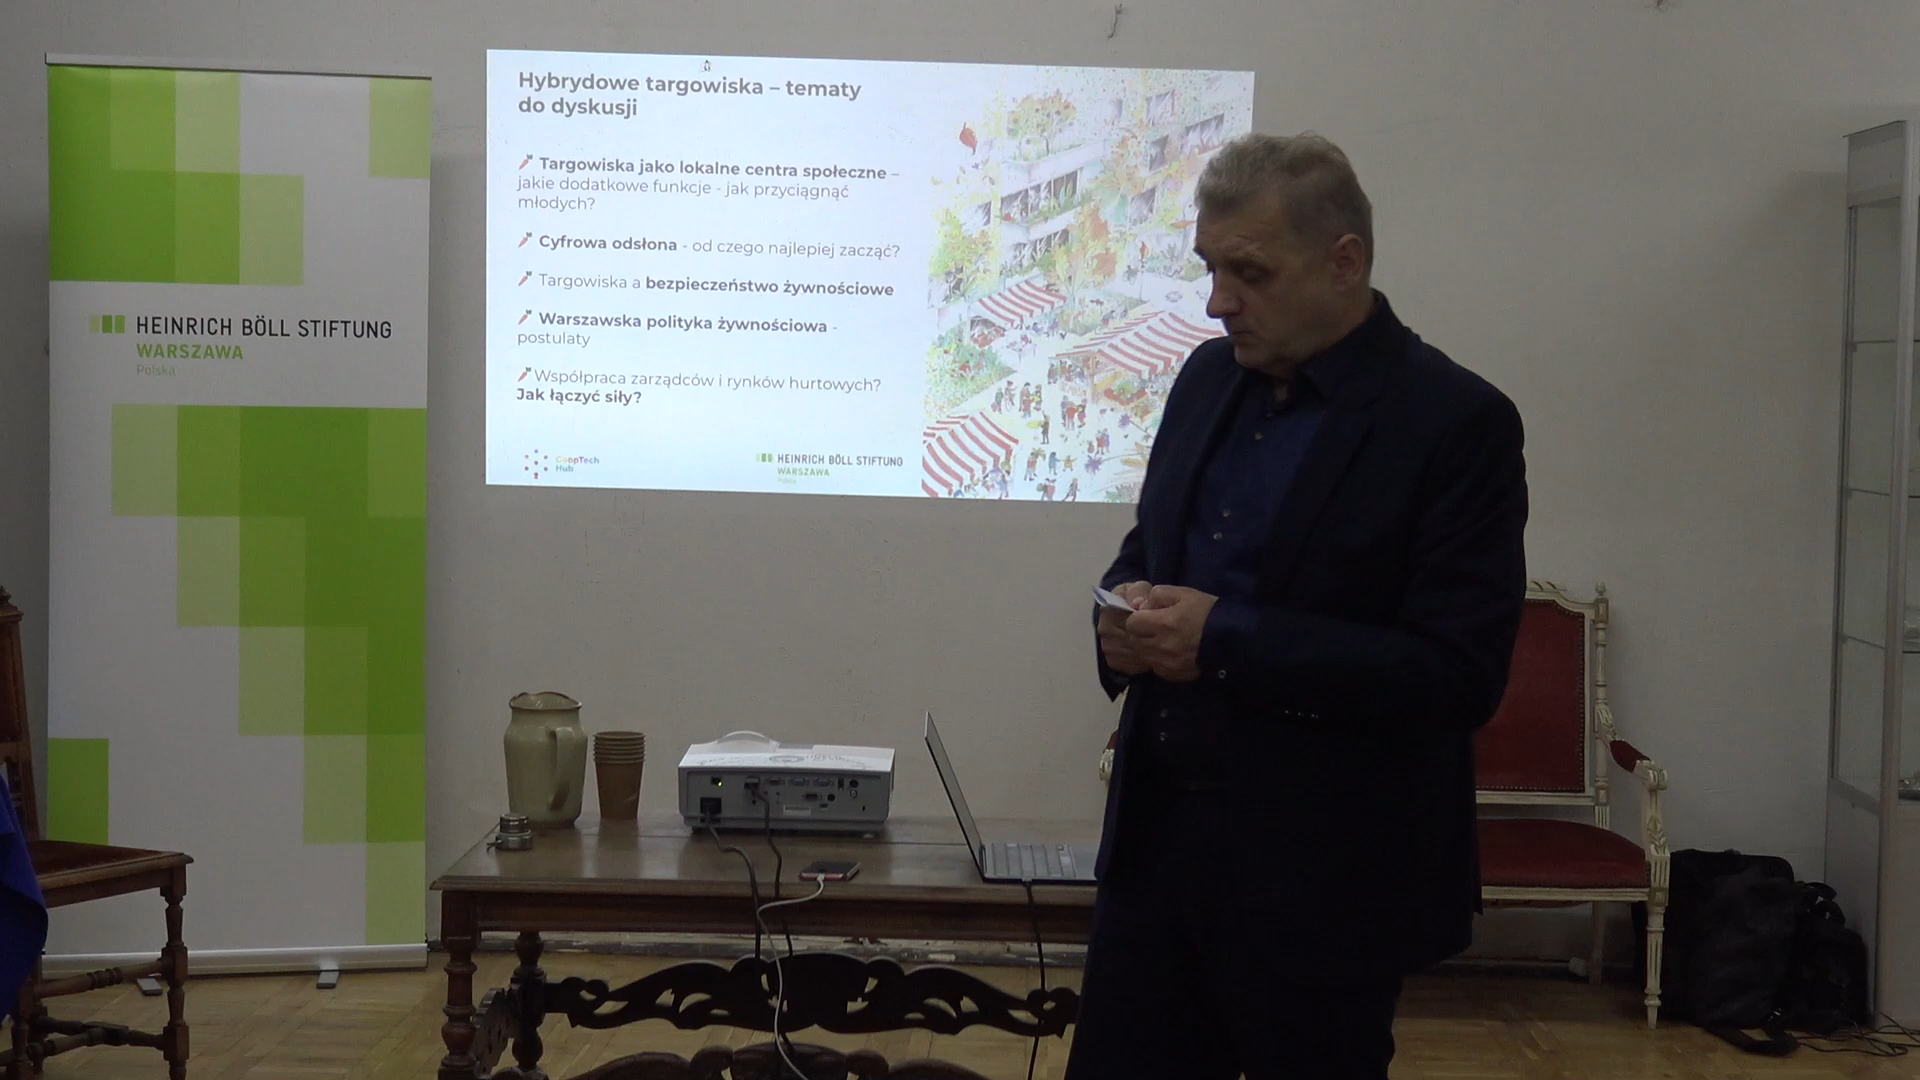 HEINRICH BÖLL STIFTUNG
WARSZAWA
Polska
Hybrydowe targowiska – tematy
do dyskusji
Targowiska jako lokalne centra społeczne –
jakie dodatkowe funkcje - jak przyciągnąć
młodych?
Cyfrowa odsłona - od czego najlepiej zacząć?
Targowiska a bezpieczeństwo żywnościowe
Warszawska polityka żywnościowa -
postulaty
Współpraca zarządców i rynków hurtowych?
Jak łączyć siły?
CoopTech
Hub
HEINRICH BÖLL STIFTUNG
WARSZAWA
Polska